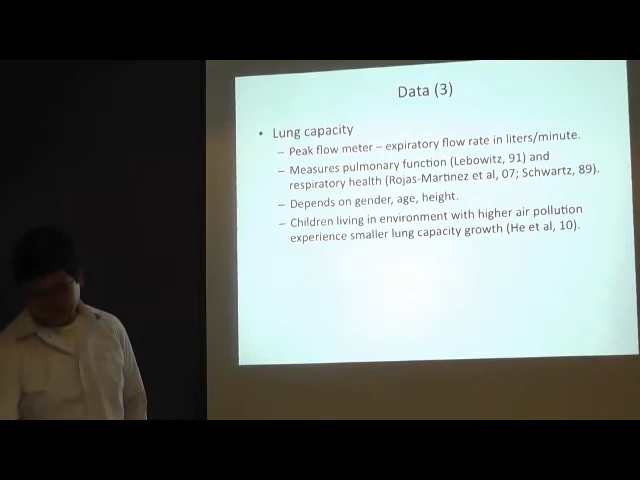 Data (3)
• Lung capacity
– Peak flow meter – expiratory flow rate in liters/minute.
– Measures pulmonary function (Lebowitz, 91) and
respiratory health (Rojas-Martinez et al, 07; Schwartz, 89).
– Depends on gender, age, height.
– Children living in environment with higher air pollution
experience smaller lung capacity growth (He et al, 10).